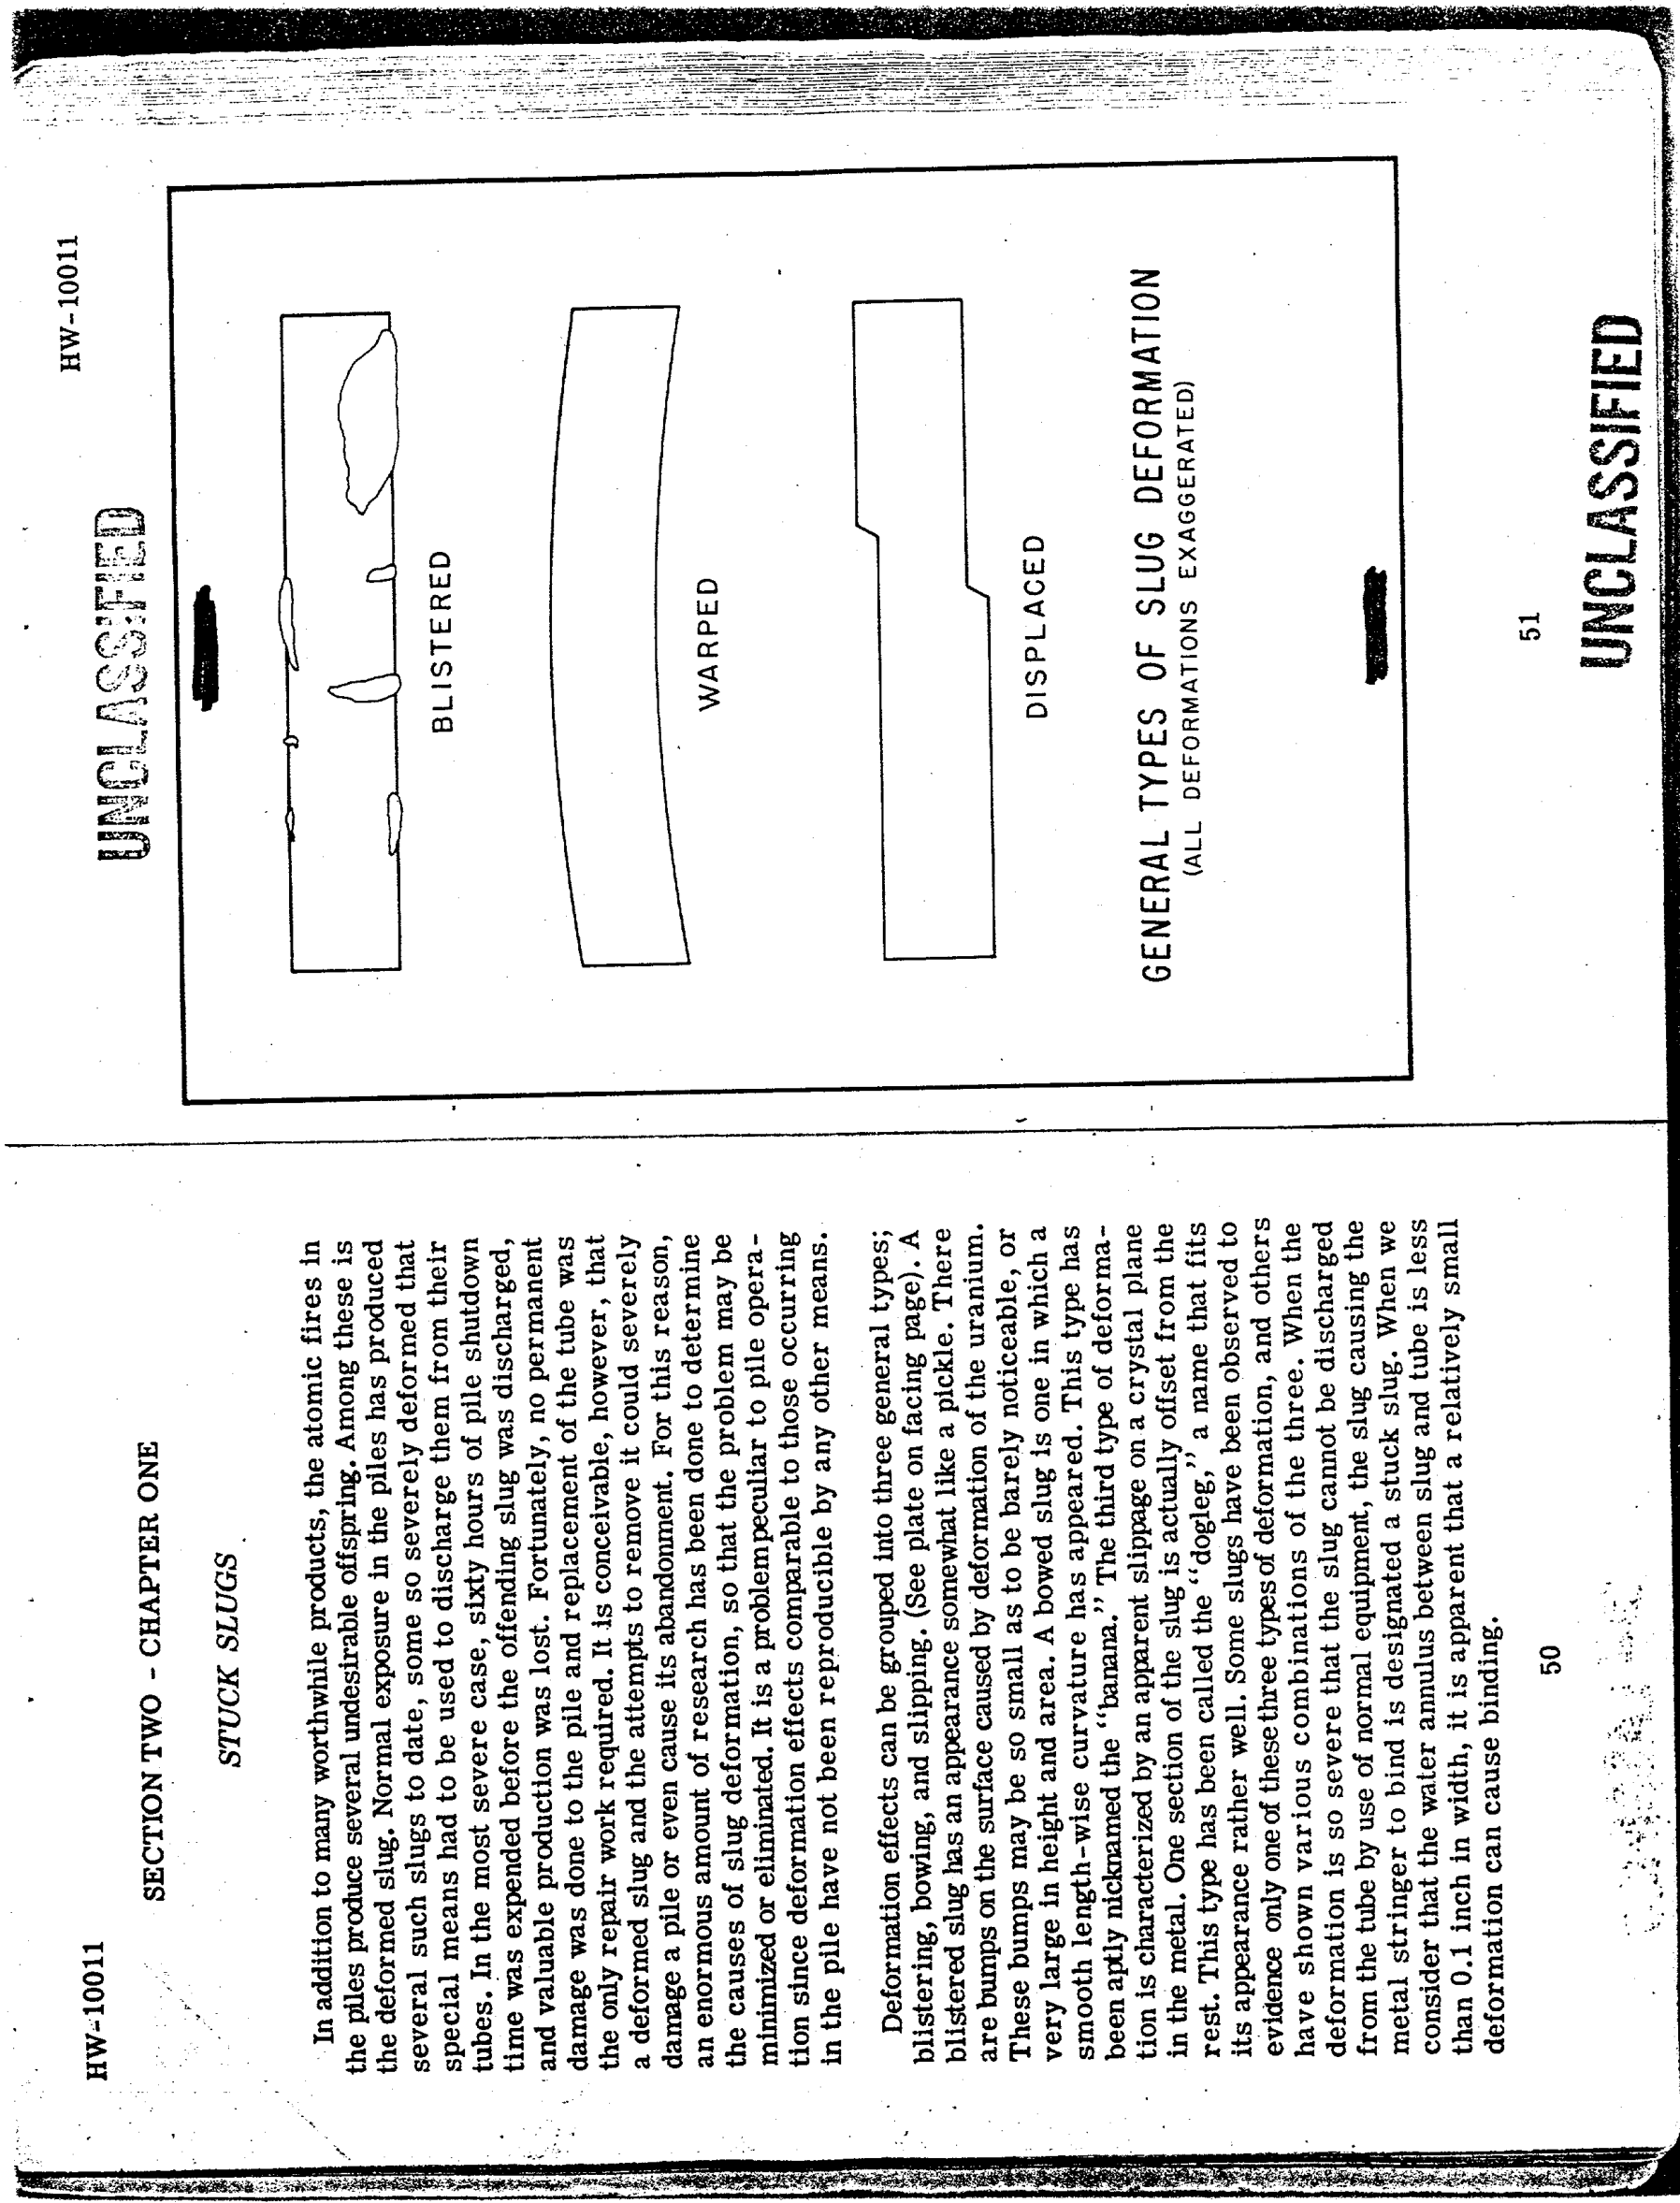 HW-10011
SECTION TWO - CHAPTER ONE
STUCK SLUGS
In addition to many worthwhile products, the atomic fires in
the piles produce several undesirable offspring. Among these is
the deformed slug. Normal exposure in the piles has produced
several such slugs to date, some so severely deformed that
special means had to be used to discharge them from their
tubes. In the most severe case, sixty hours of pile shutdown
time was expended before the offending slug was discharged,
and valuable production was lost. Fortunately, no permanent
damage was done to the pile and replacement of the tube was
the only repair work required. It is conceivable, however, that
a deformed slug and the attempts to remove it could severely
damage a pile or even cause its abandonment. For this reason,
an enormous amount of research has been done to determine
the causes of slug deformation, so that the problem may be
minimized or eliminated. It is a problem peculiar to pile opera-
tion since deformation effects comparable to those occurring
in the pile have not been reproducible by any other means.
Deformation effects can be grouped into three general types;
blistering, bowing, and slipping. (See plate on facing page). A
blistered slug has an appearance somewhat like a pickle. There
are bumps on the surface caused by deformation of the uranium.
These bumps may be so small as to be barely noticeable, or
very large in height and area. A bowed slug is one in which a
smooth length-wise curvature has appeared. This type has
been aptly nicknamed the "banana." The third type of deforma-
tion is characterized by an apparent slippage on a crystal plane
in the metal. One section of the slug is actually offset from the
rest. This type has been called the "dogleg," a name that fits
its appearance rather well. Some slugs have been observed to
evidence only one of these three types of deformation, and others
have shown various combinations of the three. When the
deformation is so severe that the slug cannot be discharged
from the tube by use of normal equipment, the slug causing the
metal stringer to bind is designated a stuck slug. When we
consider that the water annulus between slug and tube is less
than 0.1 inch in width, it is apparent that a relatively small
deformation can cause binding.
50
HW-10011
UNCLASSIFIED
BLISTERED
WARPED
DISPLACED
GENERAL TYPES OF SLUG DEFORMATION
(ALL DEFORMATIONS EXAGGERATED)
51
UNCLASSIFIED